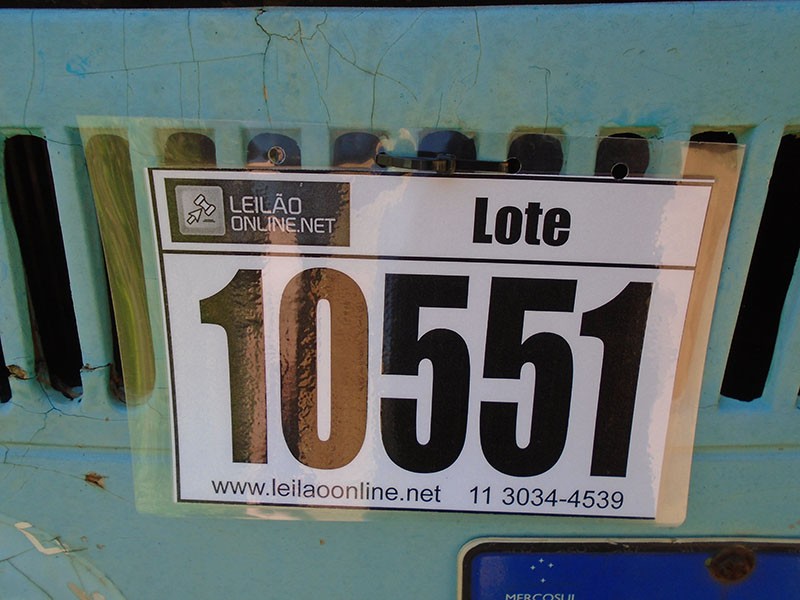 LEILÃO
ONLINE.NET
Lote
10551
www.leilaoonline.net 11 3034-4539
MERCOSUL